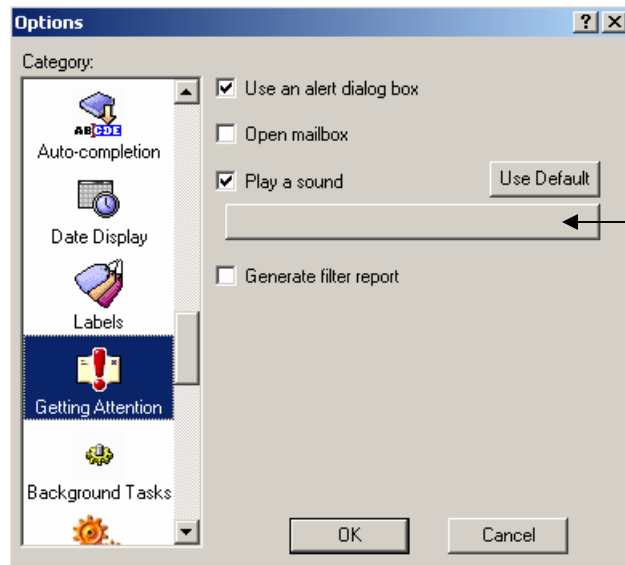 Options
Category:
ABCDE
Auto-completion
Date Display
Labels
Getting Attention
Background Tasks
Use an alert dialog box
Open mailbox
Play a sound
Use Default
Generate filter report
OK
Cancel